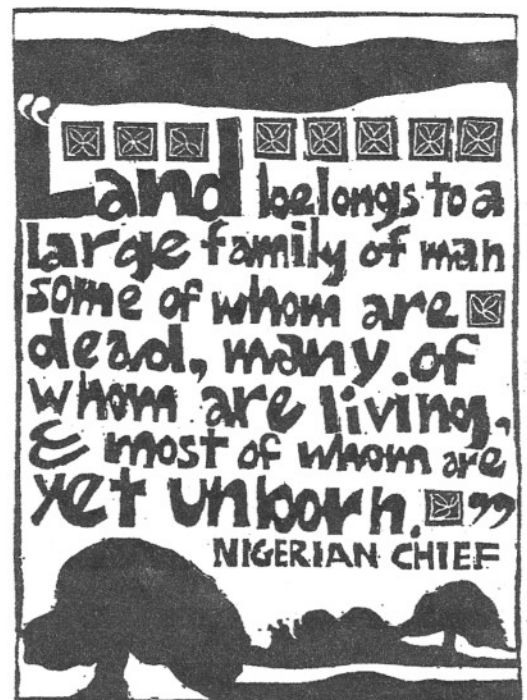 “Land belongs to a
large family of man
some of whom are
dead, many of
whom are living,
& most of whom are
yet unborn.”
NIGERIAN CHIEF